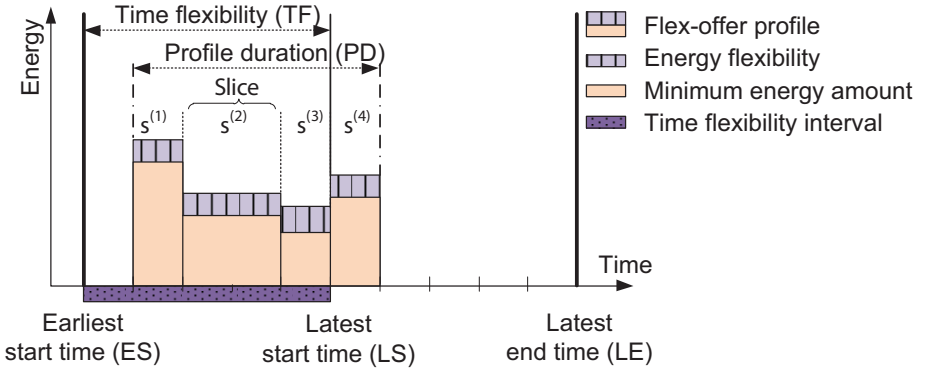 Energy
Time flexibility (TF)
Profile duration (PD)
Slice
s(1)
s(2)
s(3)
s(4)
Time
Earliest
start time (ES)
Latest
start time (LS)
Latest
end time (LE)
Flex-offer profile
Energy flexibility
Minimum energy amount
Time flexibility interval